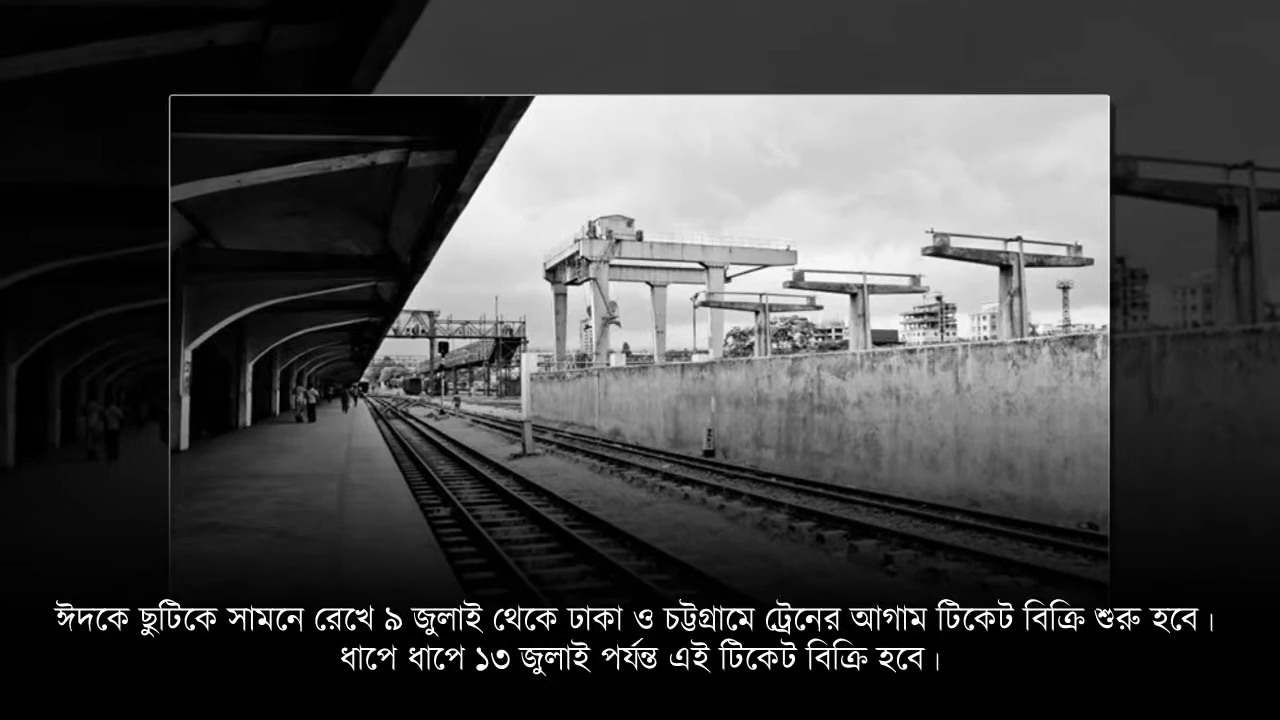 ঈদকে ছুটিকে সামনে রেখে ৯ জুলাই থেকে ঢাকা ও চট্টগ্রামে ট্রেনের আগাম টিকেট বিক্রি শুরু হবে।
ধাপে ধাপে ১৩ জুলাই পর্যন্ত এই টিকেট বিক্রি হবে।